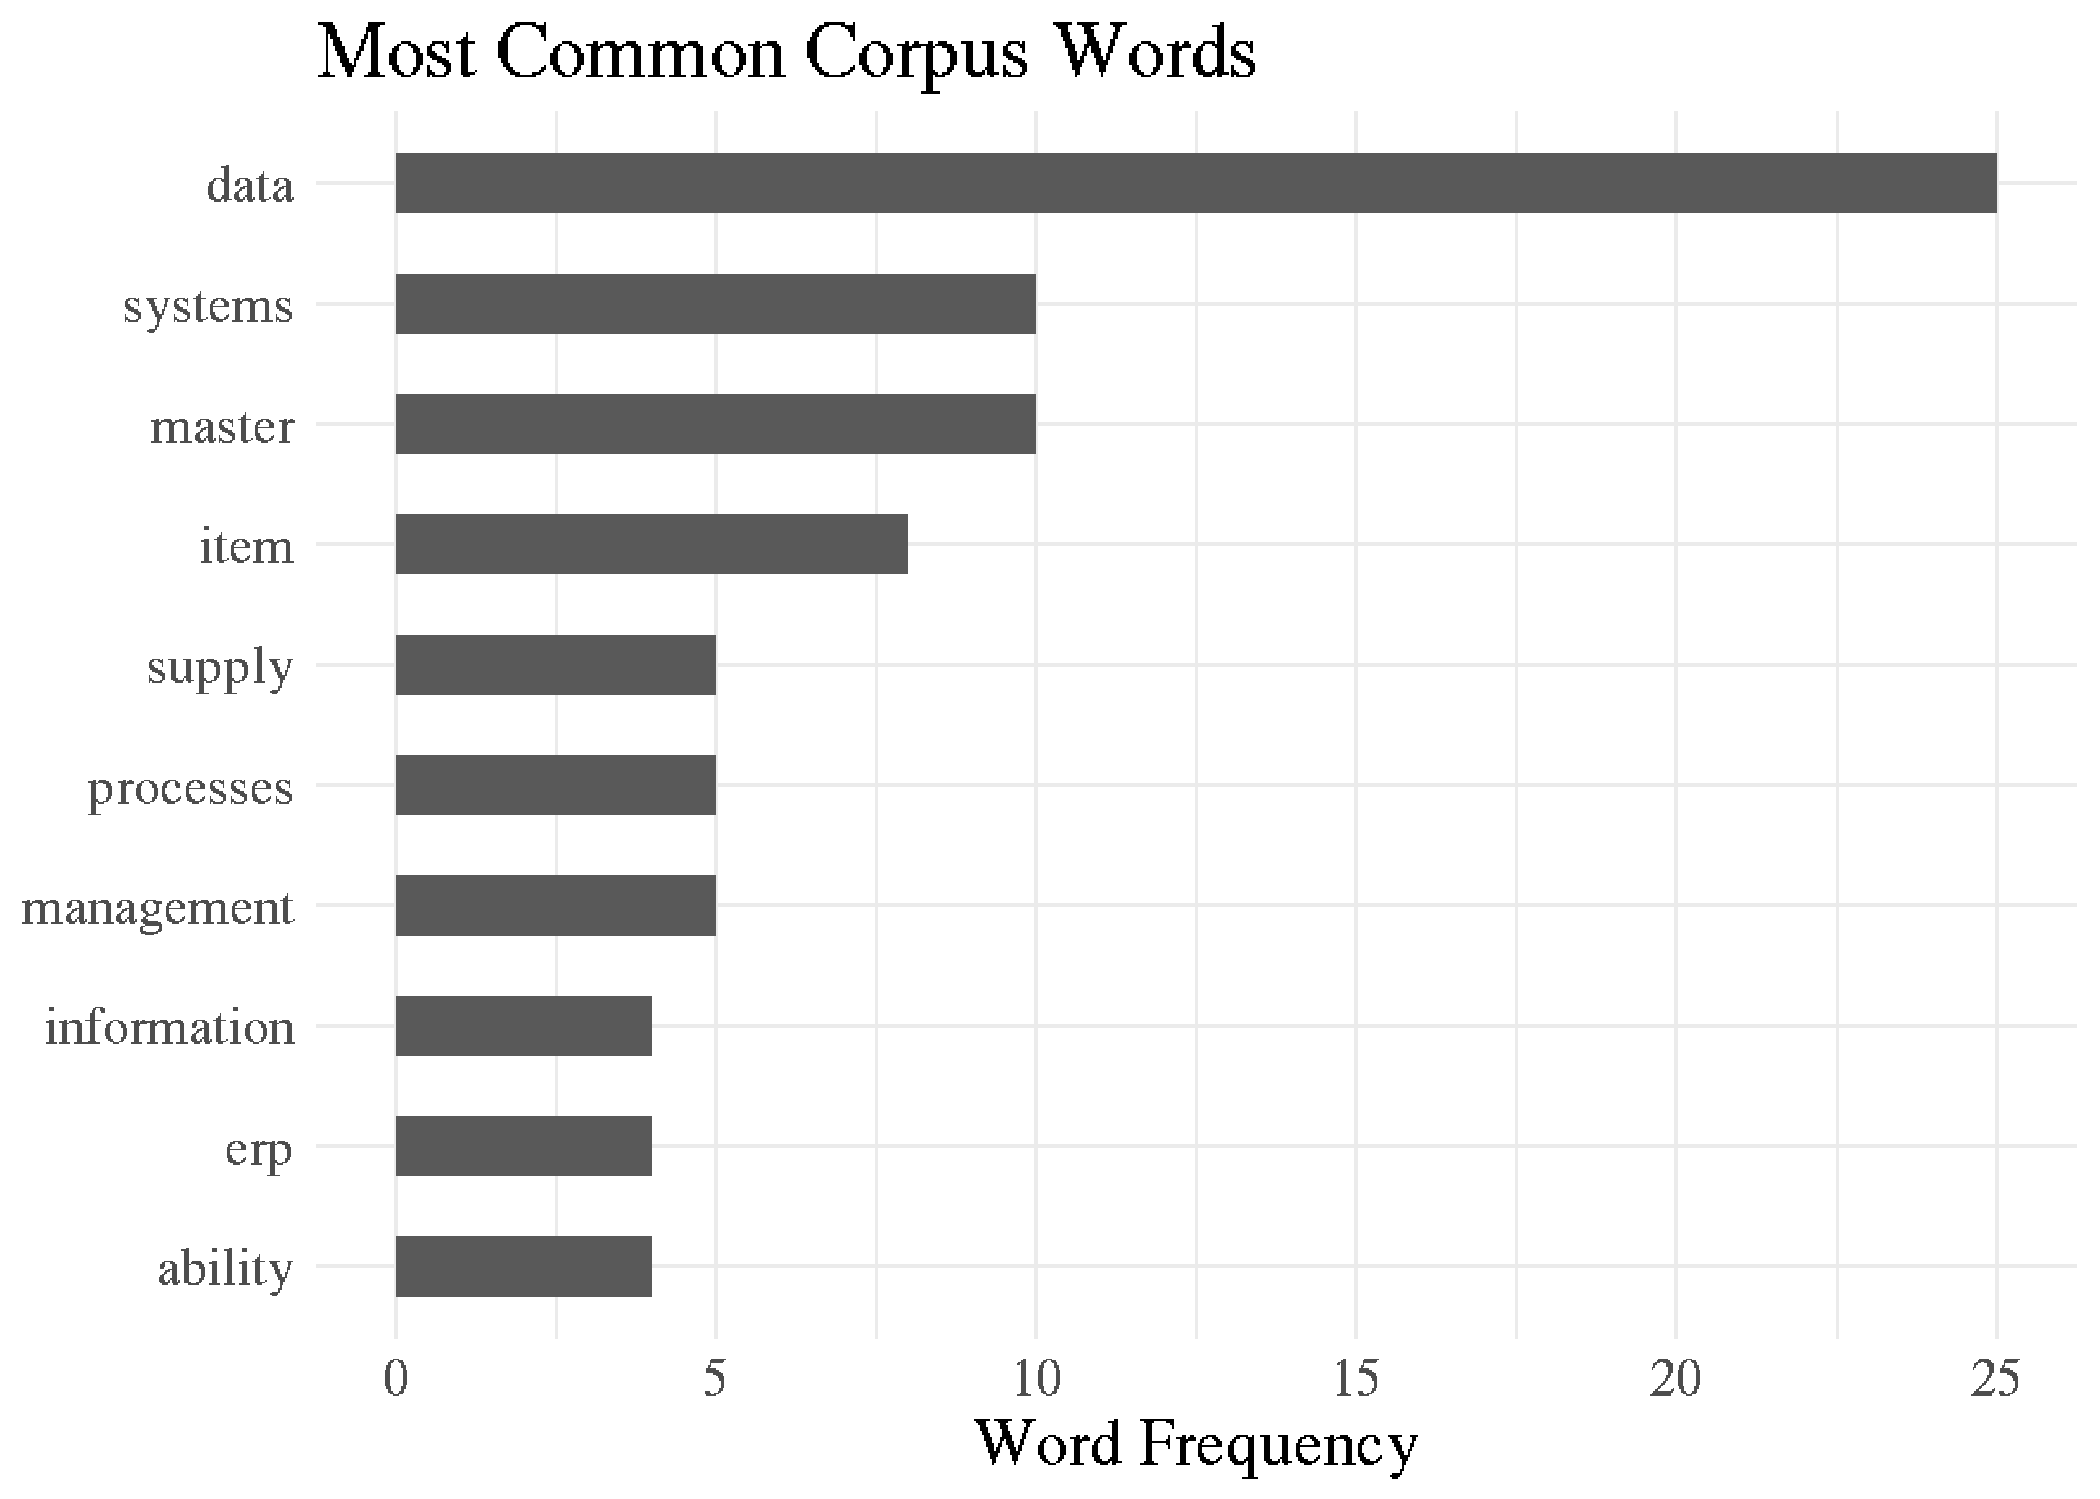 Most Common Corpus Words
data
systems
master
item
supply
processes
management
information
erp
ability
0 5 10 15 20 25
Word Frequency